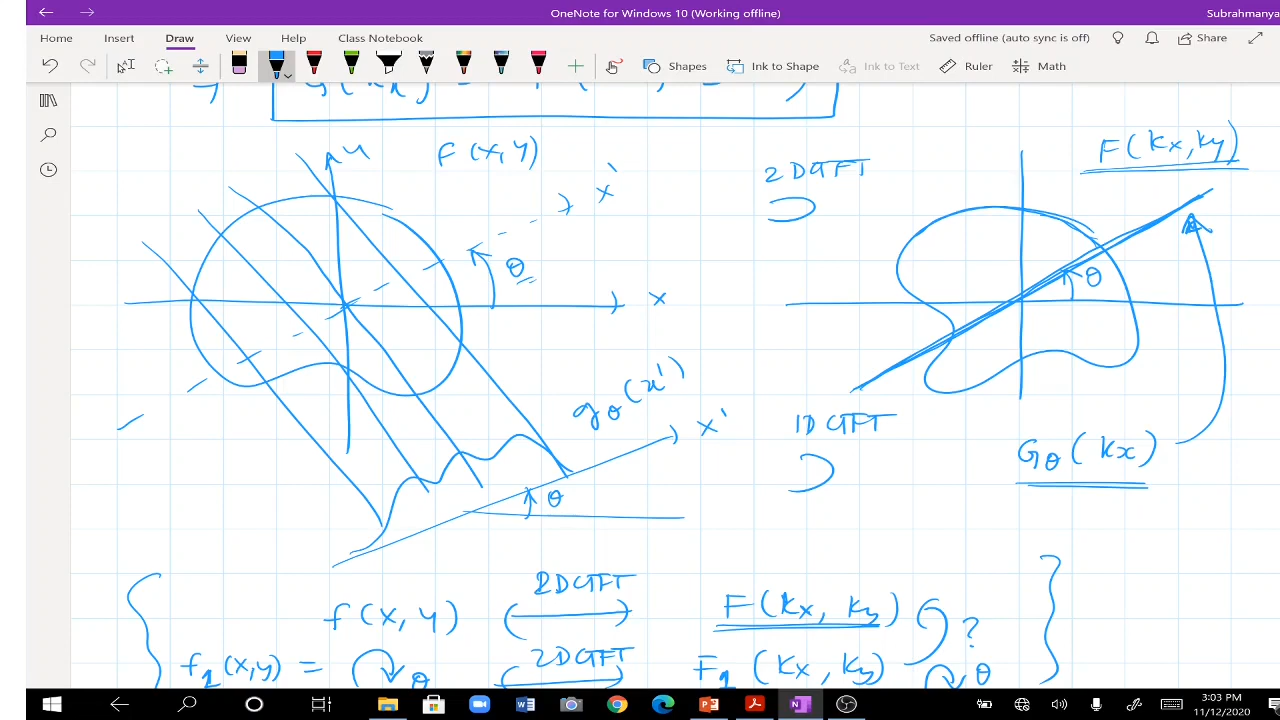 OneNote for Windows 10 (Working offline)
Subrahmanya
Home Insert Draw View Help Class Notebook
Saved offline (auto sync is off) Share
Shapes Ink to Shape Ink to Text Ruler Math
F(x,y)
y
x'
θ
x
2D CTFT
F(kx,ky)
θ
gθ(x')
x'
θ
1D CTFT
Gθ(kx)
f(x,y) 2D CTFT F(kx, ky) ?
f1(x,y) = θ 2D CTFT F1(kx, ky) θ
3:03 PM
11/12/2020